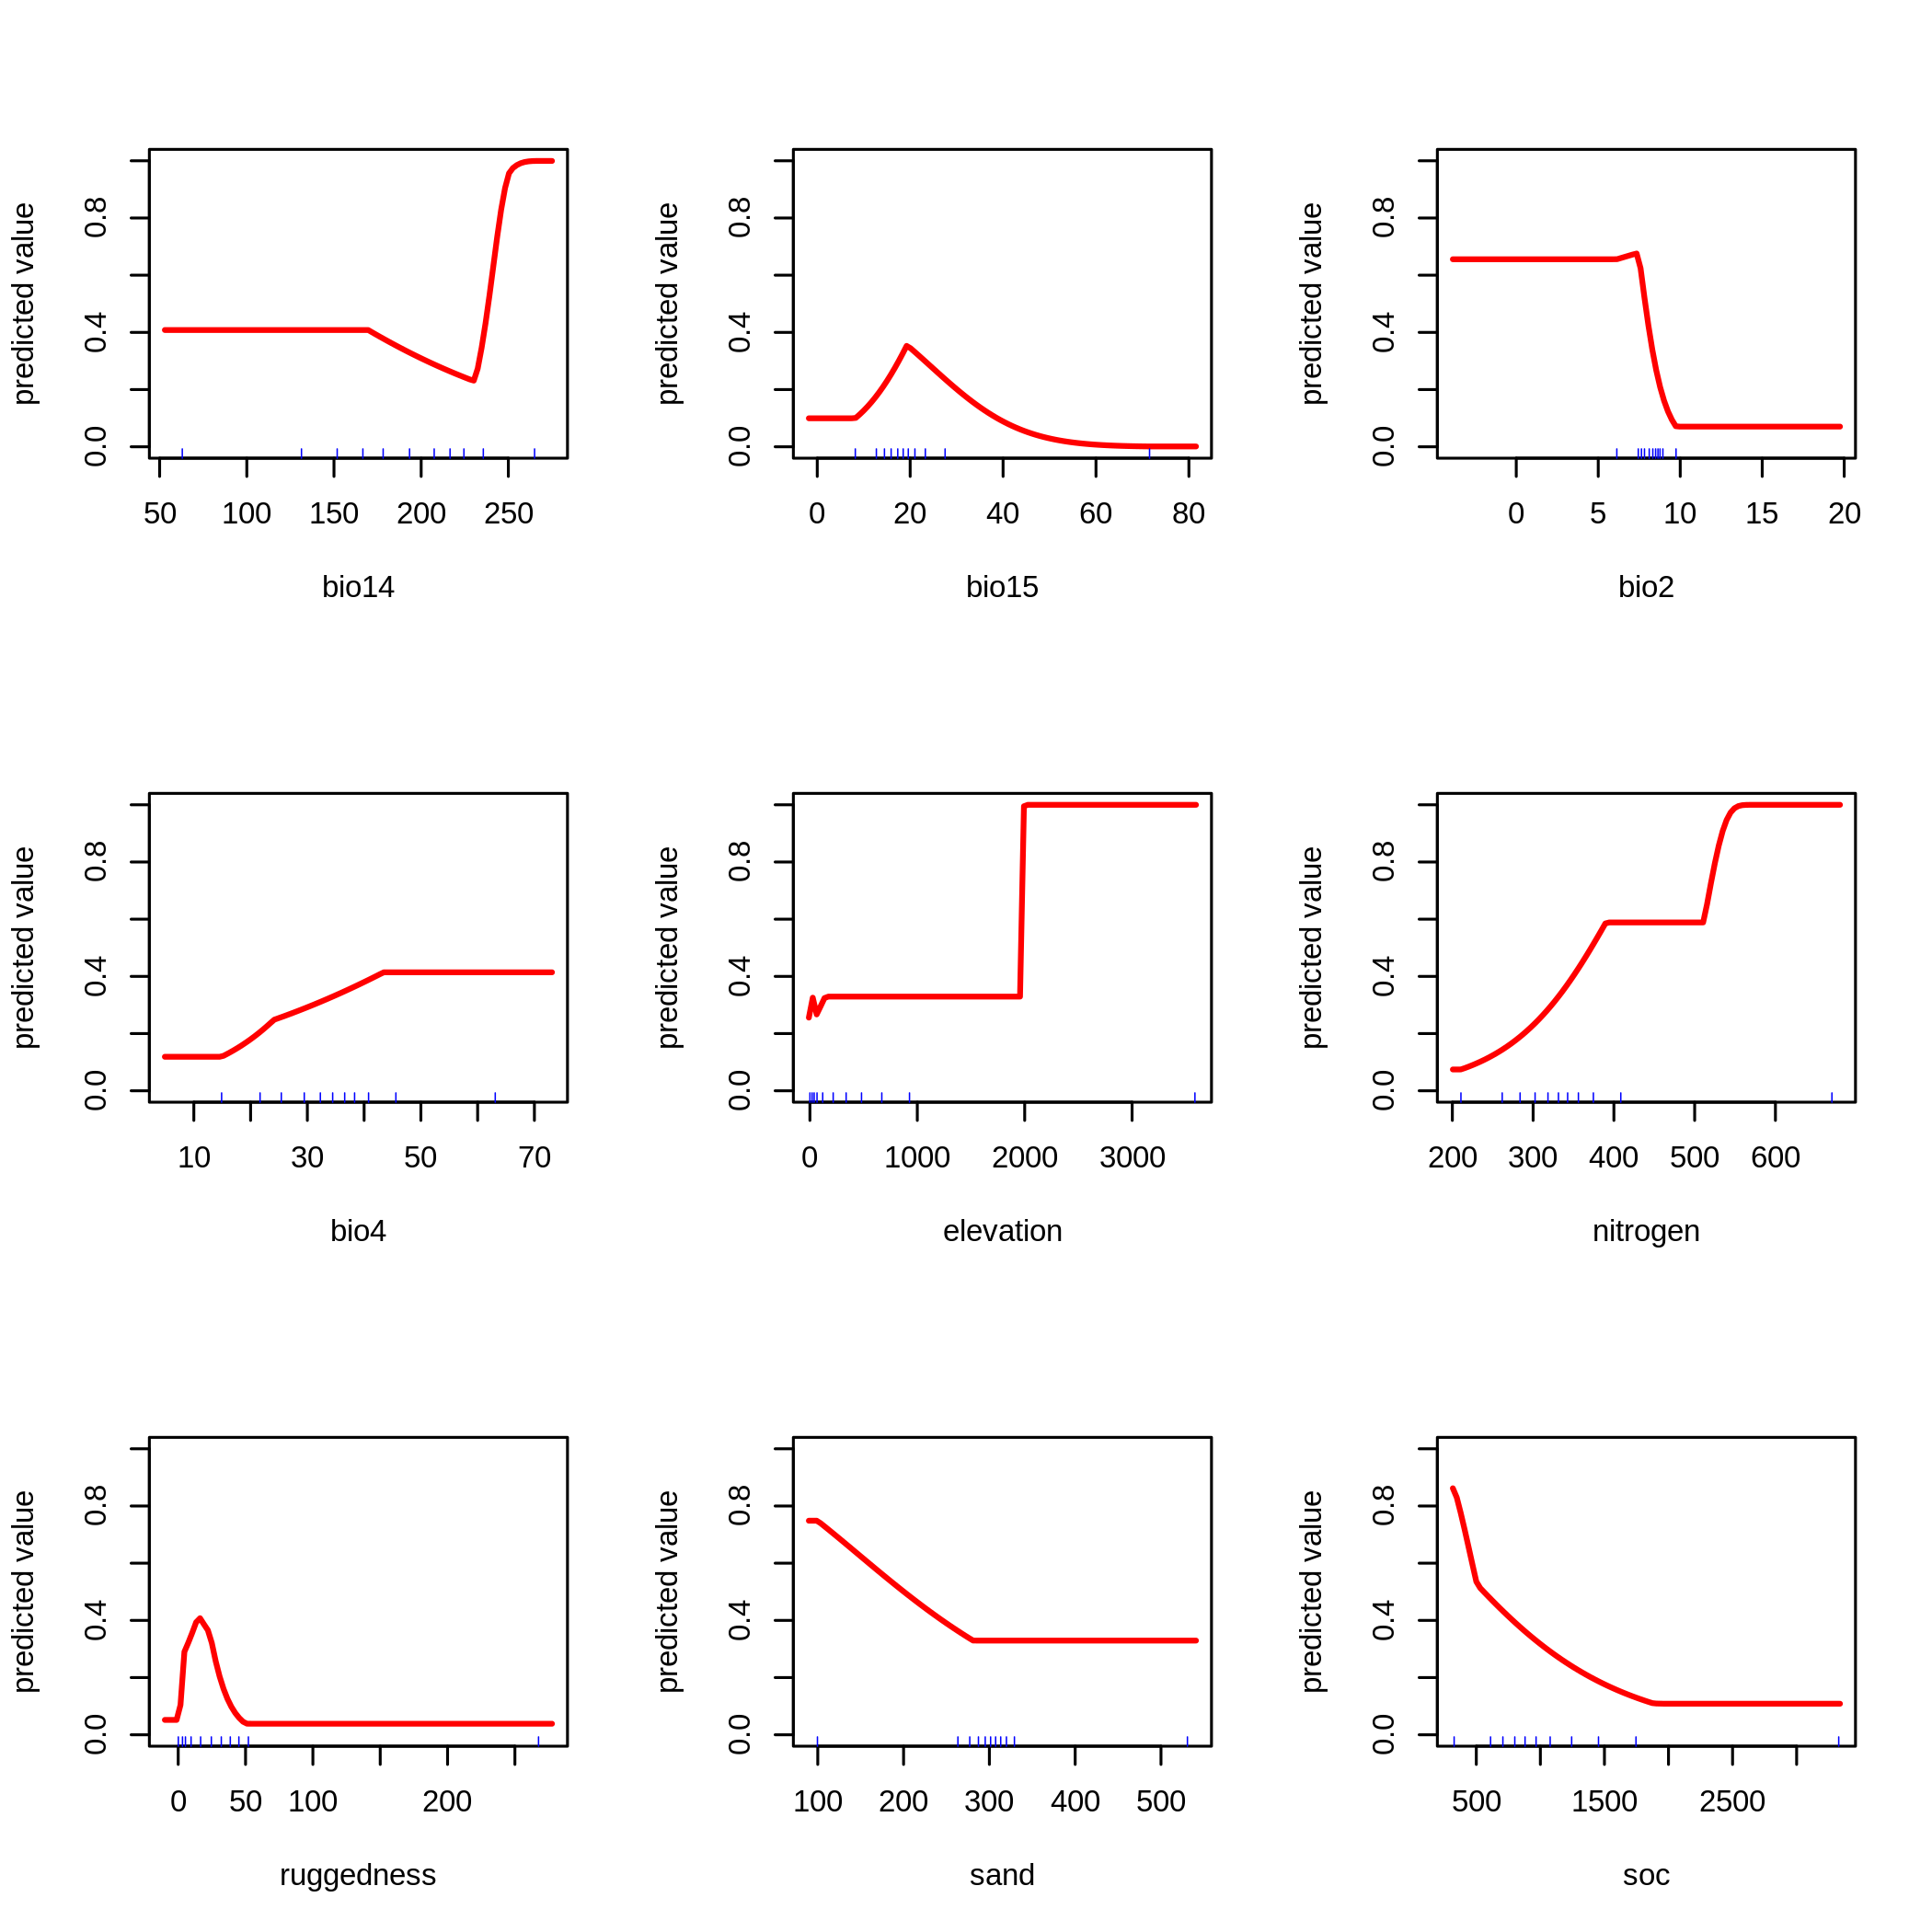 predicted value
0.0 0.4 0.8
50 100 150 200 250
bio14
predicted value
0.0 0.4 0.8
0 20 40 60 80
bio15
predicted value
0.0 0.4 0.8
0 5 10 15 20
bio2
predicted value
0.0 0.4 0.8
10 30 50 70
bio4
predicted value
0.0 0.4 0.8
0 1000 2000 3000
elevation
predicted value
0.0 0.4 0.8
200 300 400 500 600
nitrogen
predicted value
0.0 0.4 0.8
0 50 100 200
ruggedness
predicted value
0.0 0.4 0.8
100 200 300 400 500
sand
predicted value
0.0 0.4 0.8
500 1500 2500
soc